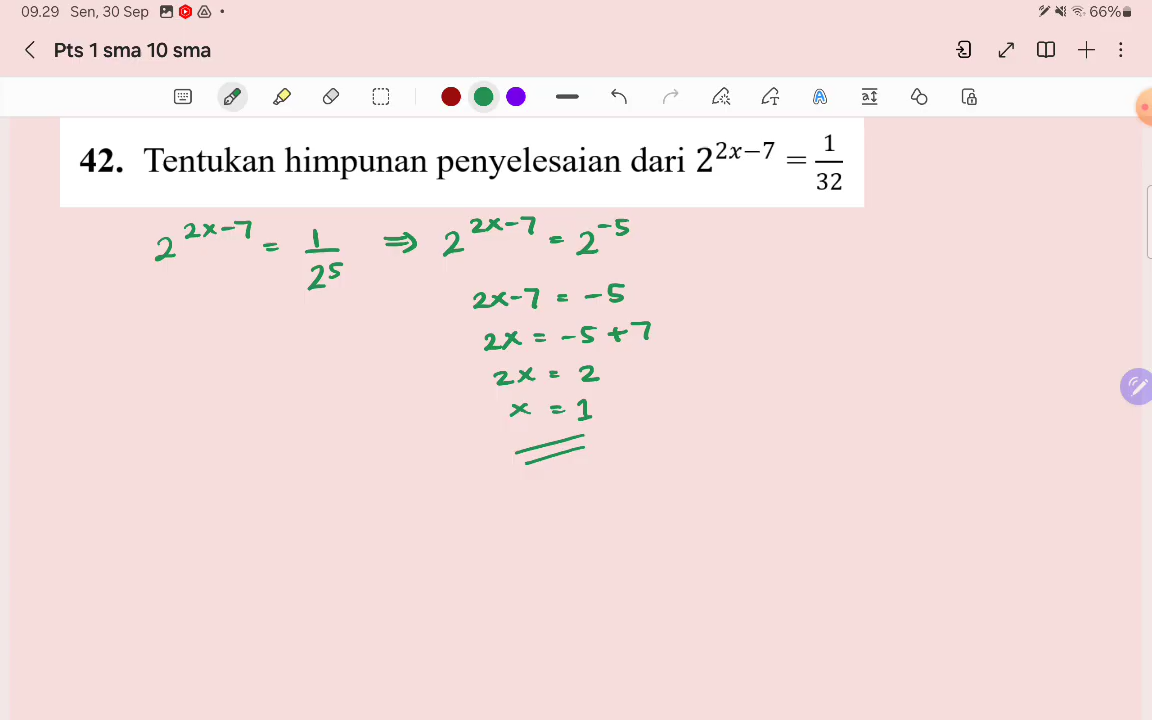 09.29 Sen, 30 Sep 66%
Pts 1 sma 10 sma
42. Tentukan himpunan penyelesaian dari 2^{2x−7} = 1/32
2^{2x-7} = 1/2^5 ⇒ 2^{2x-7} = 2^{-5}
2x-7 = -5
2x = -5 + 7
2x = 2
x = 1